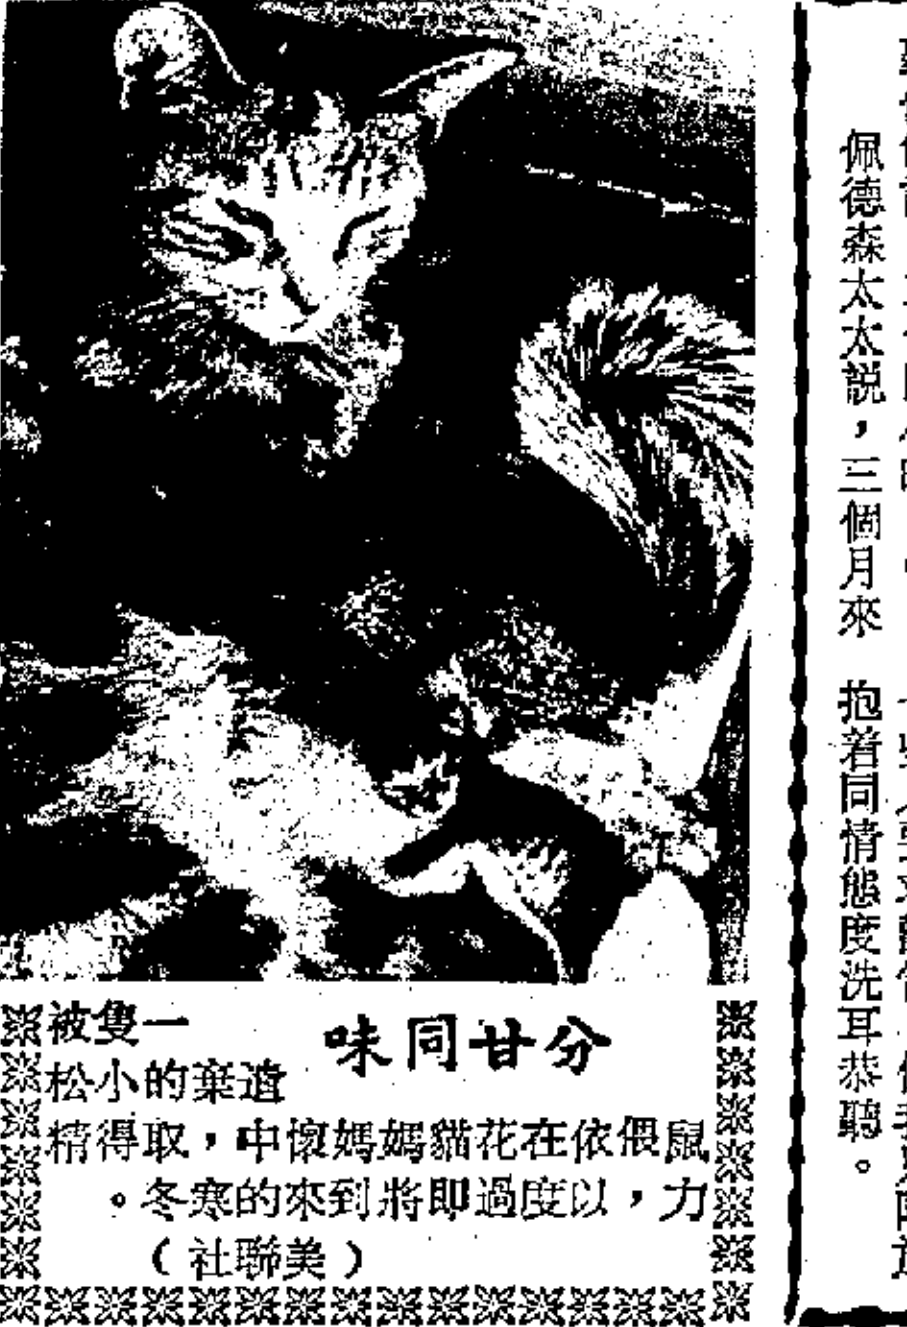 分甘同味
一隻被
遺棄的小松
鼠偎依在花貓媽媽懷中，取得精
力，以度過即將到來的寒冬。
（美聯社）
佩德森太太説，三個月來　抱着同情態度洗耳恭聽。